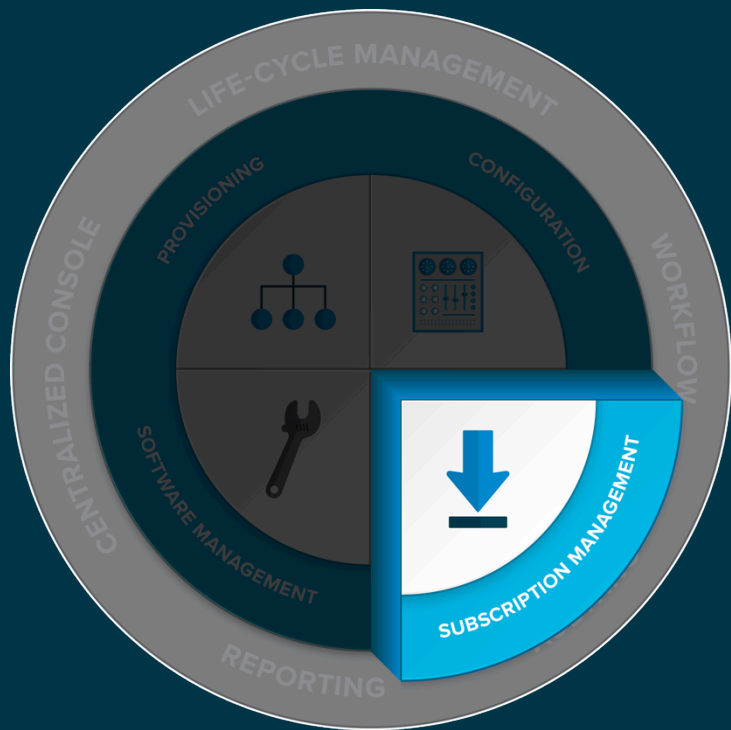 LIFE-CYCLE MANAGEMENT
PROVISIONING
CONFIGURATION
CENTRALIZED CONSOLE
WORKFLOW
SOFTWARE MANAGEMENT
SUBSCRIPTION MANAGEMENT
REPORTING